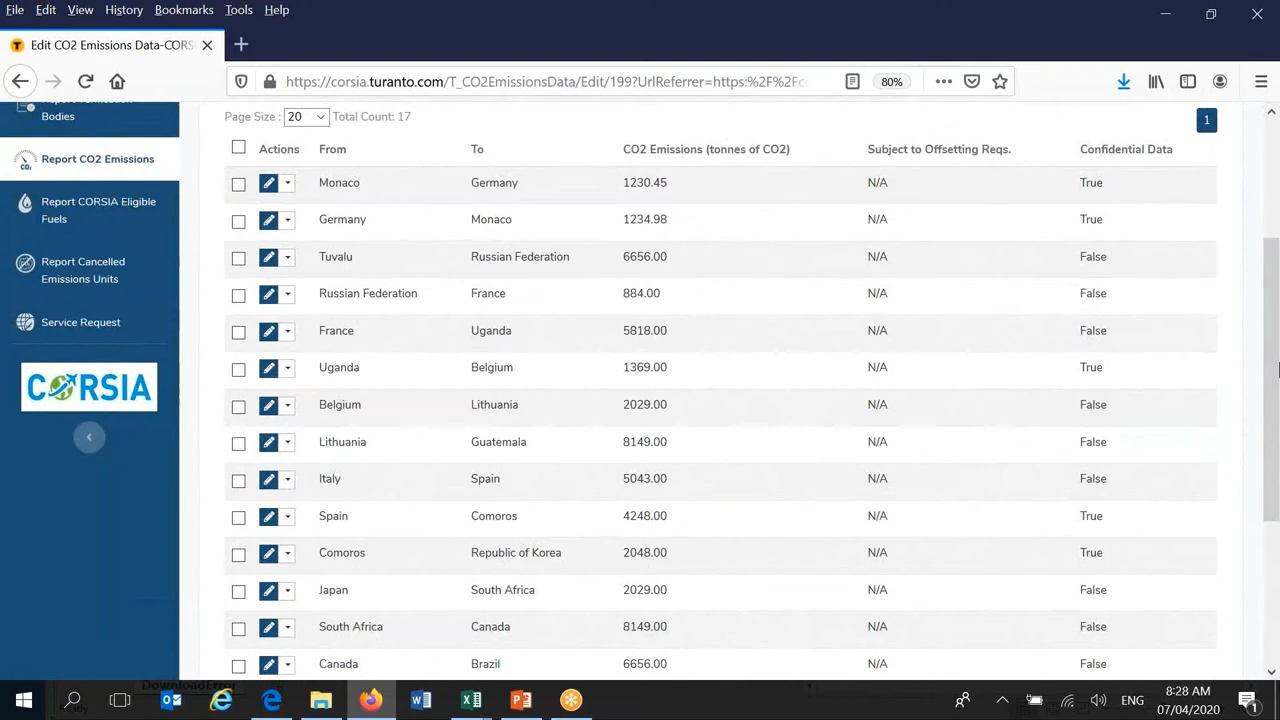 File Edit View History Bookmarks Tools Help
Edit CO2 Emissions Data-CORS
https://corsia.turanto.com/T_CO2EmissionsData/Edit/199?UrlReferrer=https:%2F%2Fc
80%
Bodies
Report CO2 Emissions
Report CORSIA Eligible
Fuels
Report Cancelled
Emissions Units
Service Request
CORSIA
Page Size : 20 Total Count: 17
1
Actions From To CO2 Emissions (tonnes of CO2) Subject to Offsetting Reqs. Confidential Data
Monaco Germany 1230.45 N/A True
Germany Monaco 1234.98 N/A True
Tuvalu Russian Federation 6656.00 N/A False
Russian Federation France 884.00 N/A False
France Uganda 5818.00 N/A False
Uganda Belgium 1369.00 N/A True
Belgium Lithuania 2029.00 N/A False
Lithuania Guatemala 8149.00 N/A False
Italy Spain 5043.00 N/A False
Spain Comoros 4248.00 N/A True
Comoros Republic of Korea 2048.00 N/A True
Japan South Africa 2029.00 N/A False
South Africa Canada 8149.00 N/A False
Canada Brazil 6656.00 N/A False
DownloadError
ENG
8:28 AM
07/04/2020